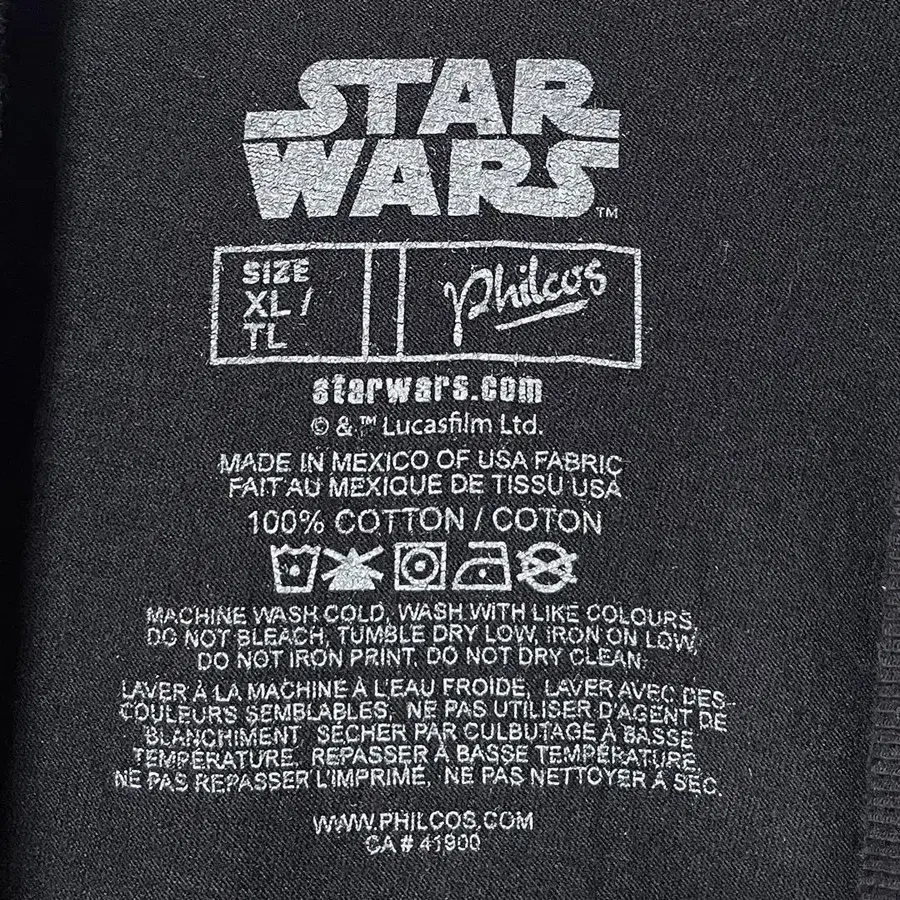 STAR
WARS™
SIZE
XL /
TL
Philcos
starwars.com
© & ™ Lucasfilm Ltd.
MADE IN MEXICO OF USA FABRIC
FAIT AU MEXIQUE DE TISSU USA
100% COTTON / COTON
MACHINE WASH COLD, WASH WITH LIKE COLOURS,
DO NOT BLEACH, TUMBLE DRY LOW, IRON ON LOW,
DO NOT IRON PRINT, DO NOT DRY CLEAN.
LAVER À LA MACHINE À L'EAU FROIDE, LAVER AVEC DES
COULEURS SEMBLABLES, NE PAS UTILISER D'AGENT DE
BLANCHIMENT SÉCHER PAR CULBUTAGE À BASSE
TEMPÉRATURE, REPASSER À BASSE TEMPÉRATURE,
NE PAS REPASSER L'IMPRIMÉ, NE PAS NETTOYER À SEC.
WWW.PHILCOS.COM
CA # 41900